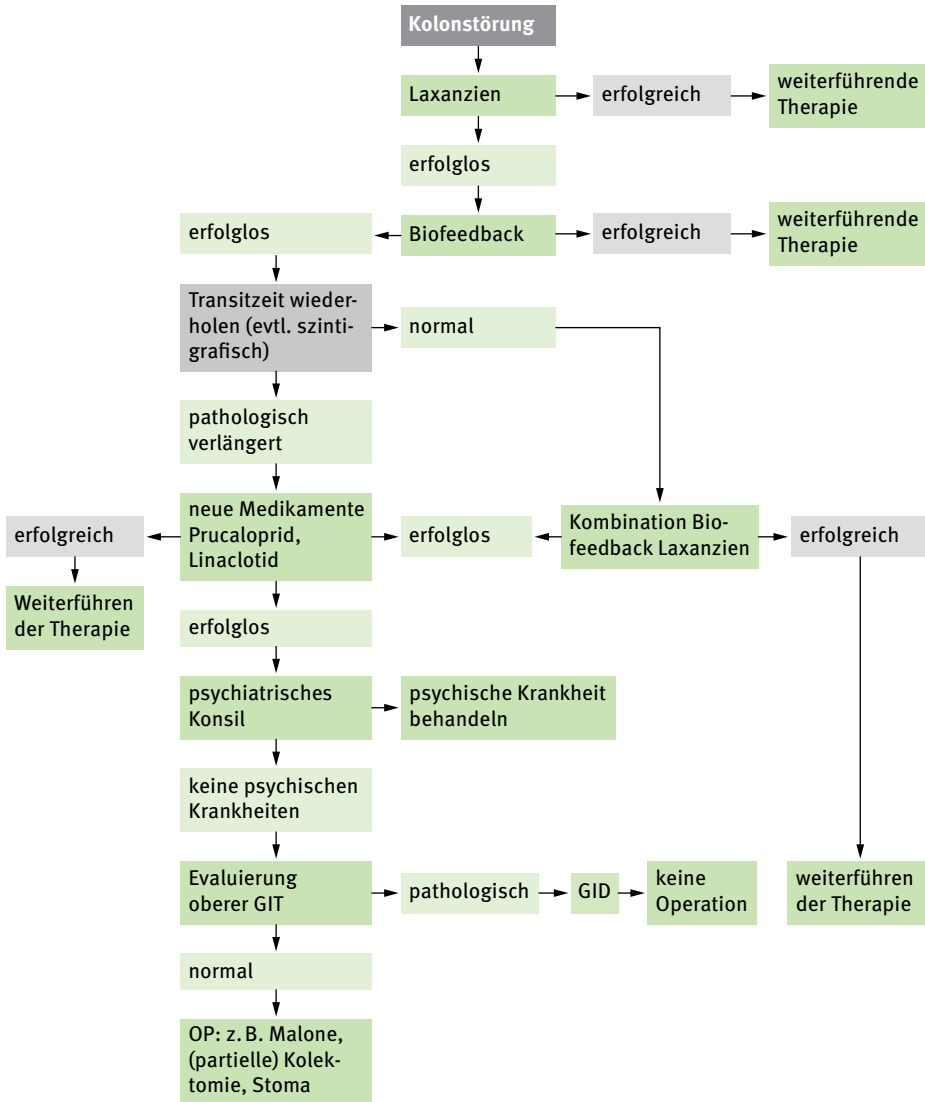 Kolonstörung
Laxanzien
erfolgreich
weiterführende
Therapie
erfolglos
erfolglos
Biofeedback
erfolgreich
weiterführende
Therapie
Transitzeit wieder-
holen (evtl. szinti-
grafisch)
normal
pathologisch
verlängert
erfolgreich
neue Medikamente
Prucaloprid,
Linaclotid
erfolglos
Kombination Bio-
feedback Laxanzien
erfolgreich
Weiterführen
der Therapie
erfolglos
psychiatrisches
Konsil
psychische Krankheit
behandeln
keine psychischen
Krankheiten
Evaluierung
oberer GIT
pathologisch
GID
keine
Operation
weiterführen
der Therapie
normal
OP: z. B. Malone,
(partielle) Kolek-
tomie, Stoma